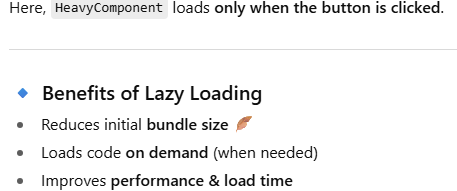 Here, HeavyComponent loads only when the button is clicked.
🔷 Benefits of Lazy Loading
• Reduces initial bundle size 🪶
• Loads code on demand (when needed)
• Improves performance & load time